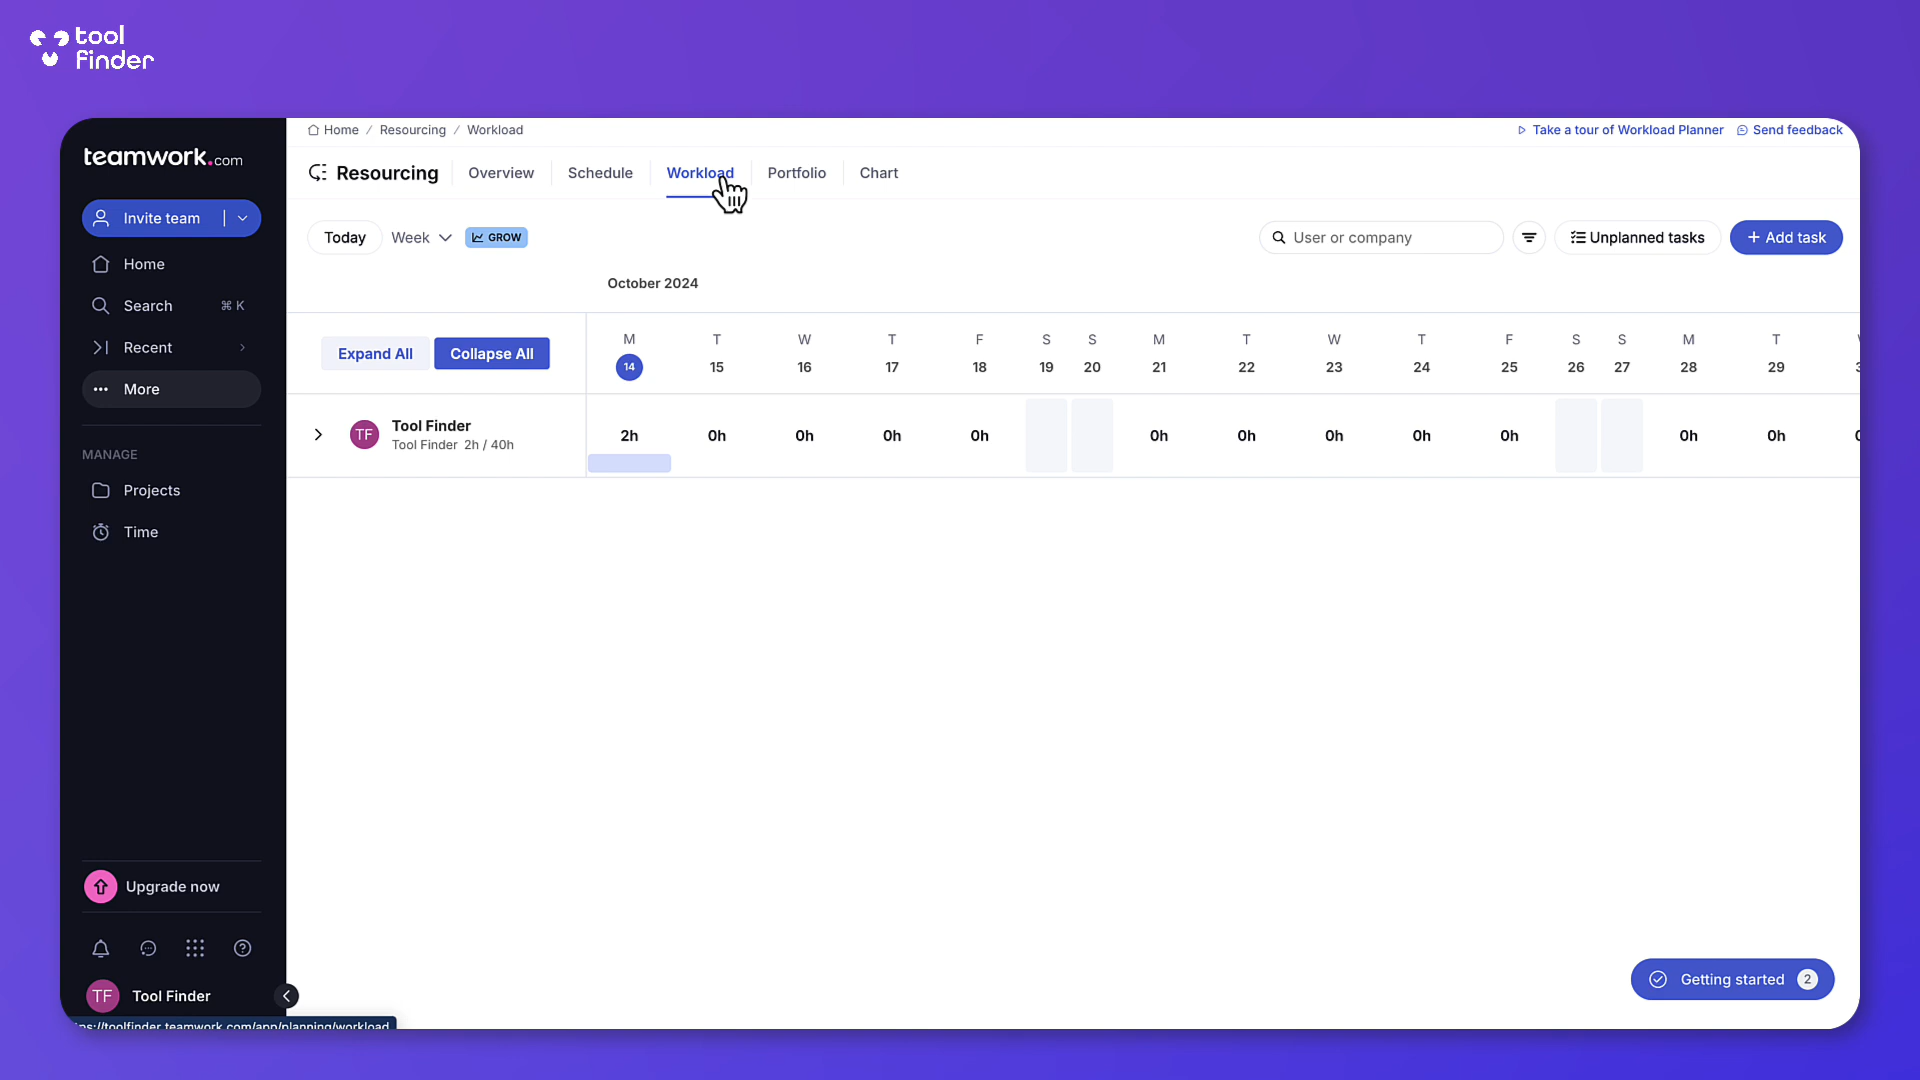 tool
finder
teamwork.com
Invite team
Home
Search ⌘ K
Recent
More
MANAGE
Projects
Time
Upgrade now
TF Tool Finder
Home / Resourcing / Workload
Take a tour of Workload Planner Send feedback
Resourcing Overview Schedule Workload Portfolio Chart
Today Week GROW User or company Unplanned tasks + Add task
October 2024
Expand All Collapse All
M T W T F S S M T W T F S S M T
14 15 16 17 18 19 20 21 22 23 24 25 26 27 28 29
TF Tool Finder
Tool Finder 2h / 40h
2h 0h 0h 0h 0h 0h 0h 0h 0h 0h 0h 0h
Getting started 2
ps://toolfinder.teamwork.com/app/planning/workload